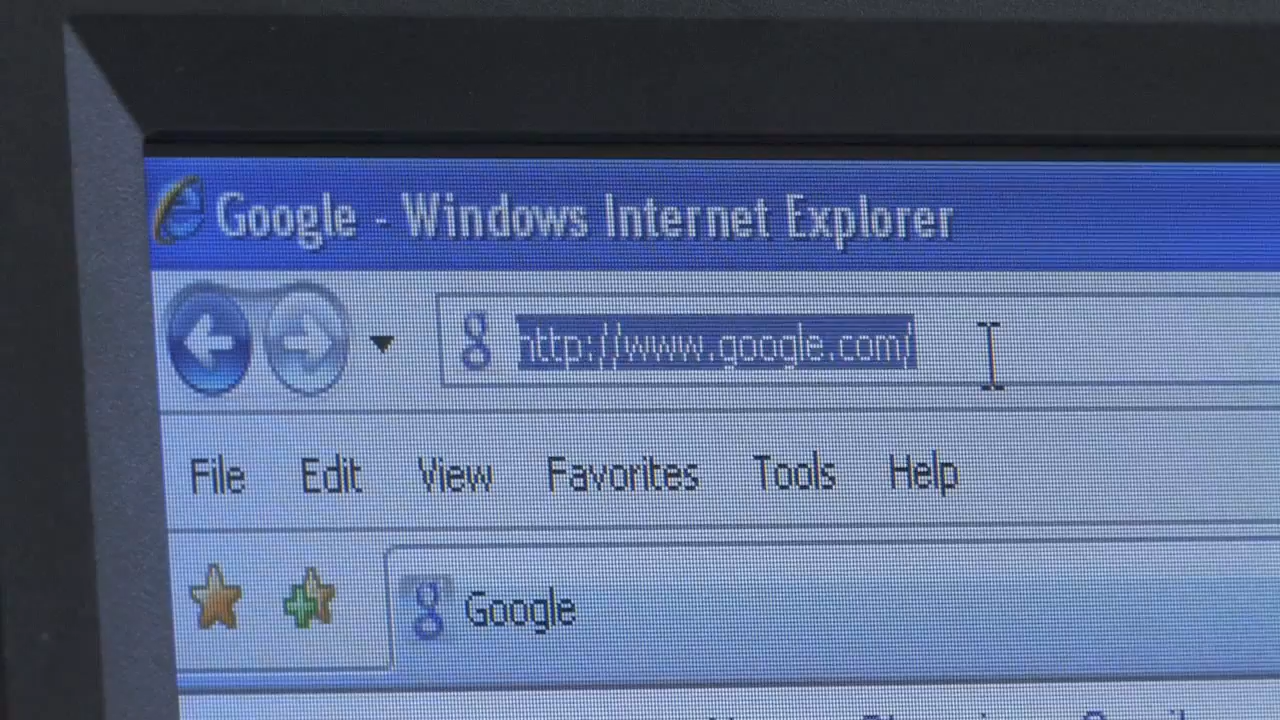 Google - Windows Internet Explorer
http://www.google.com/
File Edit View Favorites Tools Help
Google